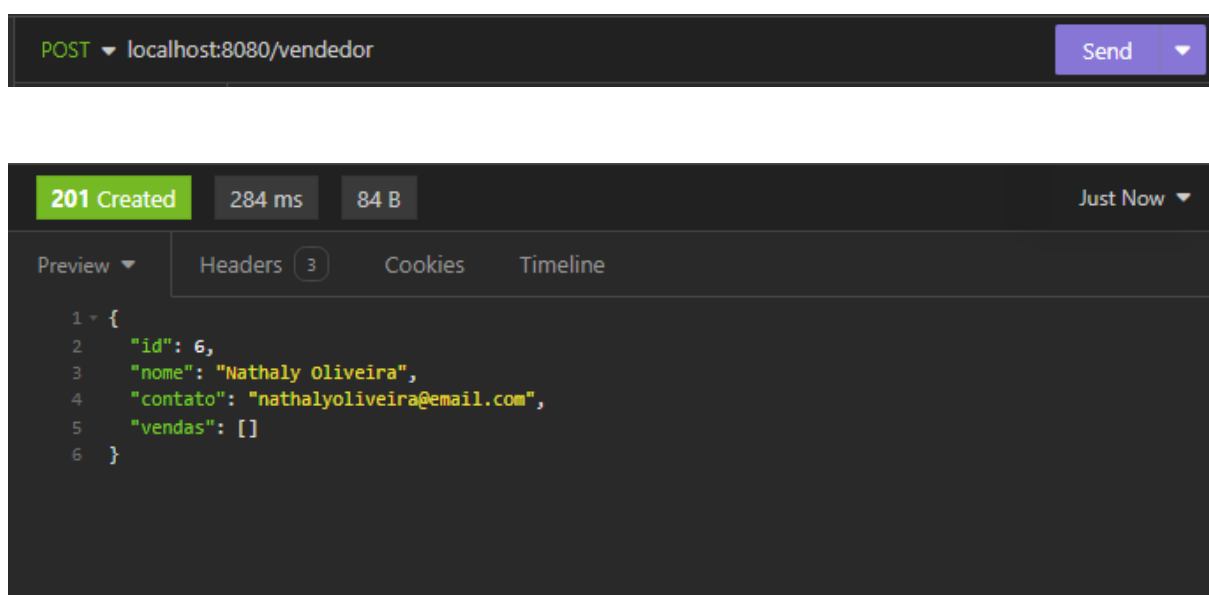 POST localhost:8080/vendedor Send
201 Created 284 ms 84 B Just Now
Preview Headers 3 Cookies Timeline
1 {
2 "id": 6,
3 "nome": "Nathaly Oliveira",
4 "contato": "nathalyoliveira@email.com",
5 "vendas": []
6 }